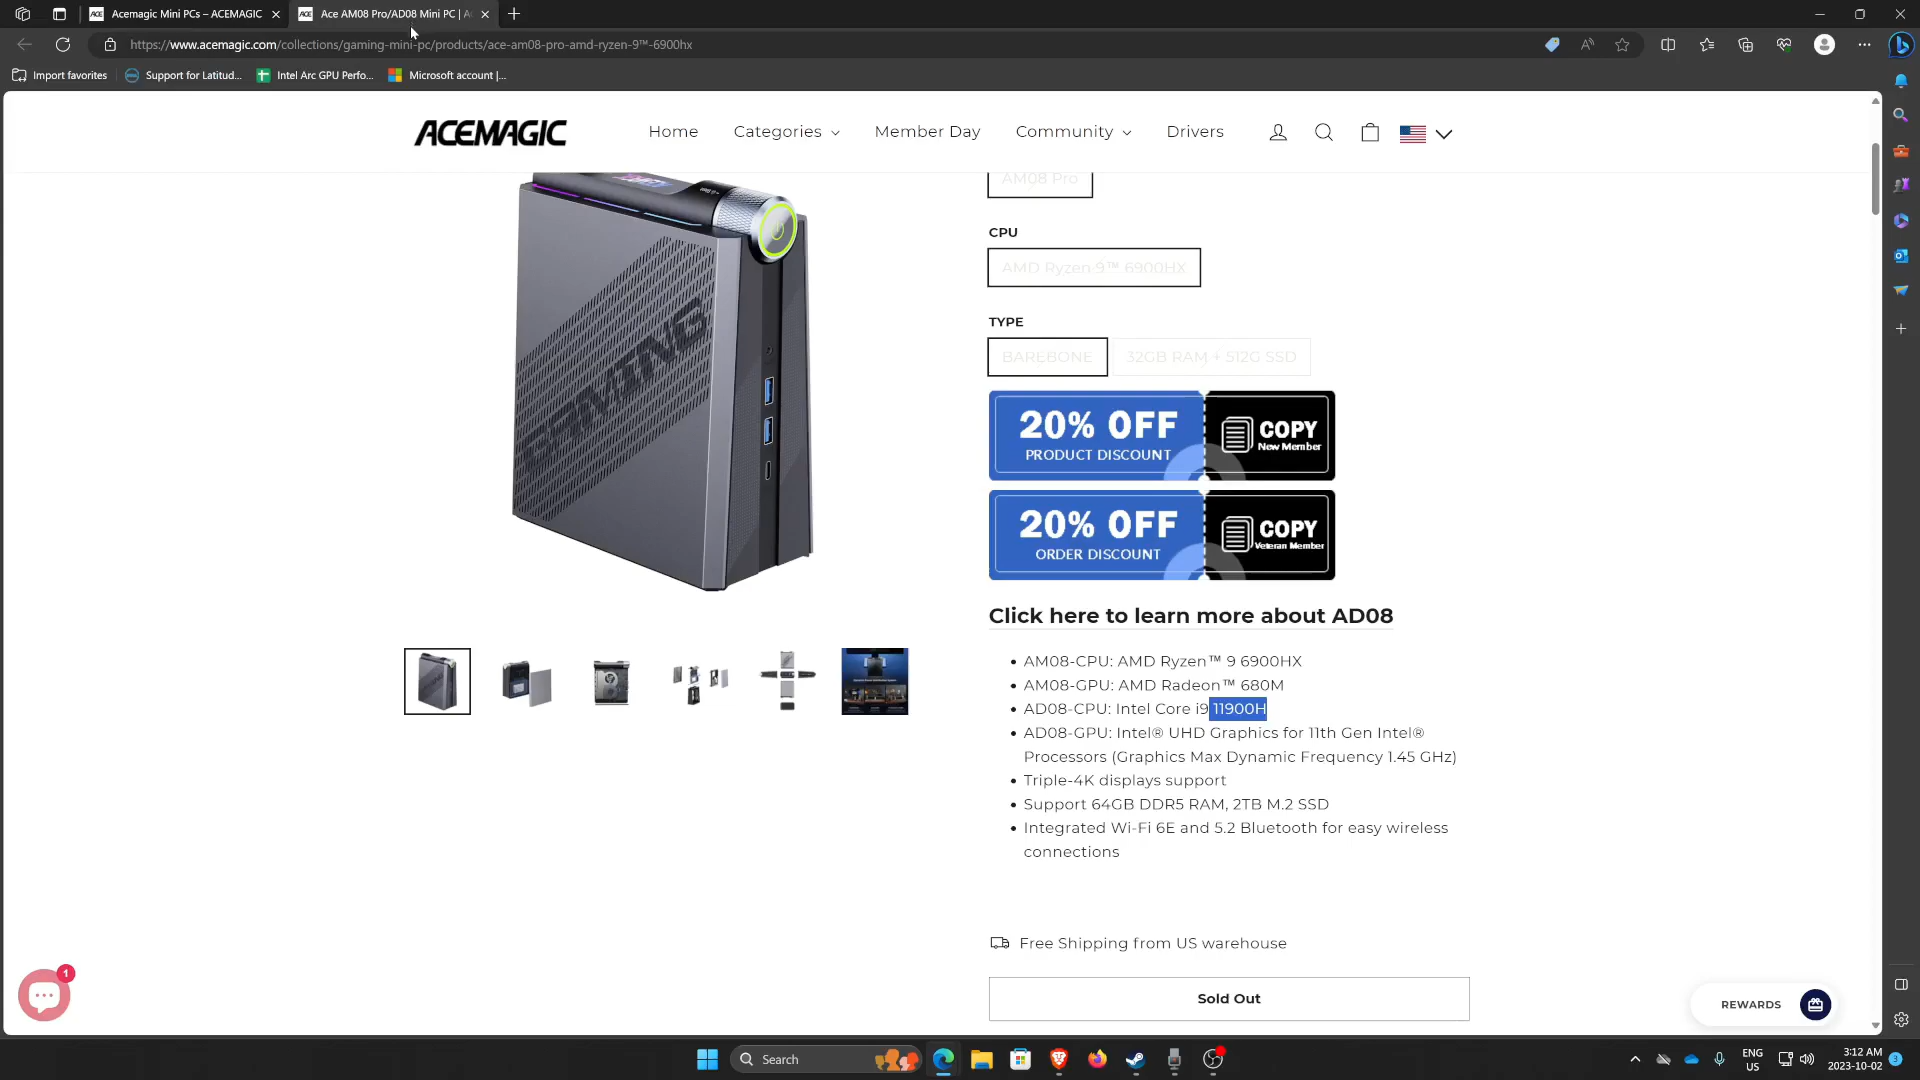 Acemagic Mini PCs – ACEMAGIC
Ace AM08 Pro/AD08 Mini PC | Ac
https://www.acemagic.com/collections/gaming-mini-pc/products/ace-am08-pro-amd-ryzen-9™-6900hx
Import favorites
Support for Latitud...
Intel Arc GPU Perfo...
Microsoft account |...
ACEMAGIC
Home
Categories
Member Day
Community
Drivers
AM08 Pro
CPU
AMD Ryzen 9™ 6900HX
TYPE
BAREBONE
32GB RAM + 512G SSD
20% OFF
PRODUCT DISCOUNT
COPY
New Member
20% OFF
ORDER DISCOUNT
COPY
Veteran Member
GAMING
Click here to learn more about AD08
• AM08-CPU: AMD Ryzen™ 9 6900HX
• AM08-GPU: AMD Radeon™ 680M
• AD08-CPU: Intel Core i9 11900H
• AD08-GPU: Intel® UHD Graphics for 11th Gen Intel®
Processors (Graphics Max Dynamic Frequency 1.45 GHz)
• Triple-4K displays support
• Support 64GB DDR5 RAM, 2TB M.2 SSD
• Integrated Wi-Fi 6E and 5.2 Bluetooth for easy wireless
connections
Free Shipping from US warehouse
Sold Out
1
REWARDS
Search
ENG
US
3:12 AM
2023-10-02
3